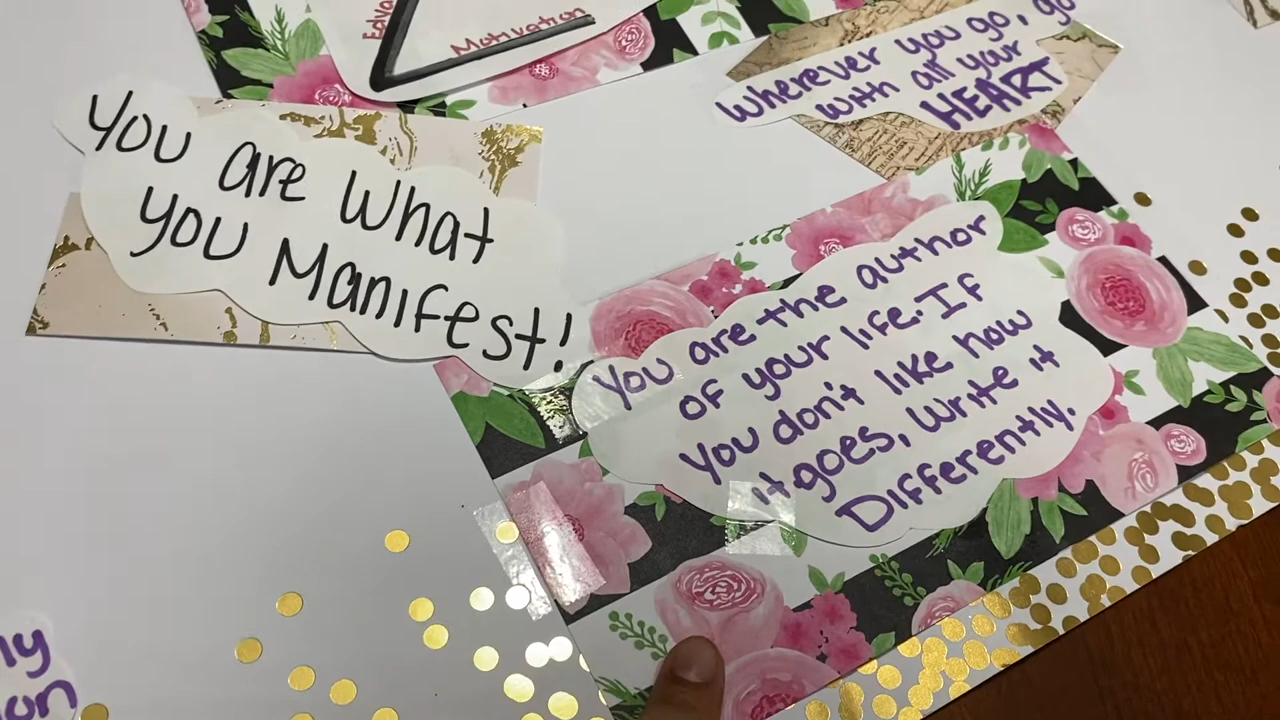 Motivation
Wherever you go, go
with all your
HEART
You are What
you Manifest!
You are the author
of your life. If
You don't like how
it goes, Write it
Differently.